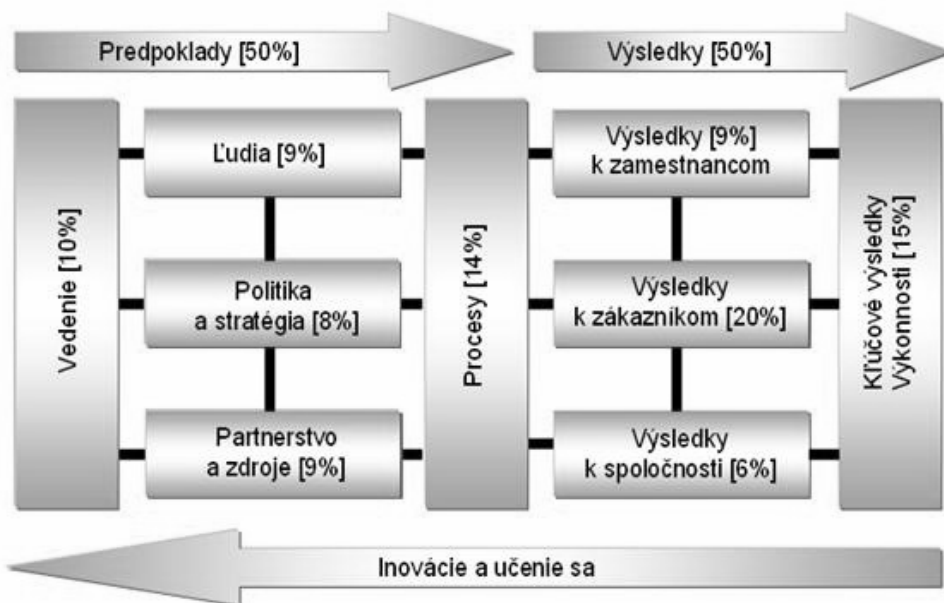 Predpoklady [50%]
Výsledky [50%]
Vedenie [10%]
Ľudia [9%]
Politika
a stratégia [8%]
Partnerstvo
a zdroje [9%]
Procesy [14%]
Výsledky [9%]
k zamestnancom
Výsledky
k zákazníkom [20%]
Výsledky
k spoločnosti [6%]
Kľúčové výsledky
Výkonnosti [15%]
Inovácie a učenie sa